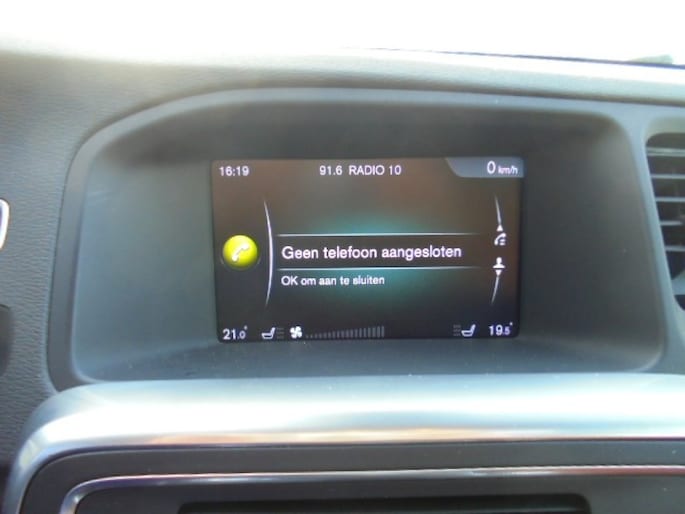 16:19 91.6 RADIO 10 0 km/h
Geen telefoon aangesloten
OK om aan te sluiten
21.0° 19.5°